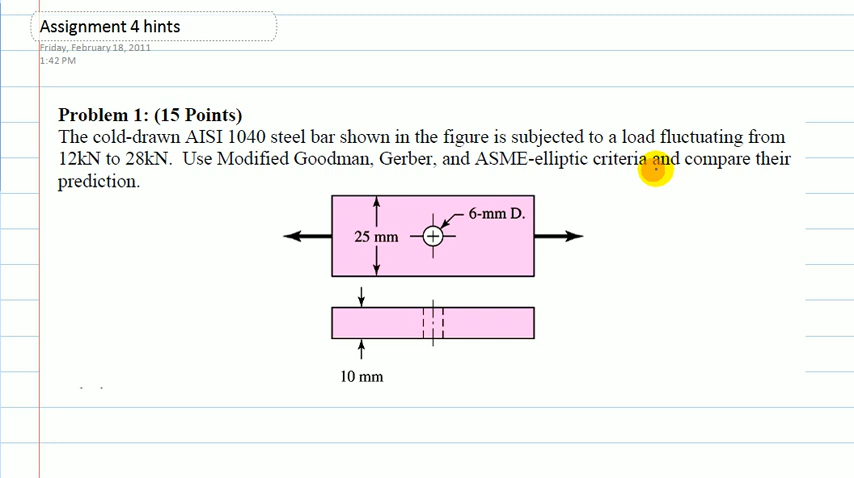 Assignment 4 hints
Friday, February 18, 2011
1:42 PM
Problem 1: (15 Points)
The cold-drawn AISI 1040 steel bar shown in the figure is subjected to a load fluctuating from
12kN to 28kN. Use Modified Goodman, Gerber, and ASME-elliptic criteria and compare their
prediction.
6-mm D.
25 mm
10 mm